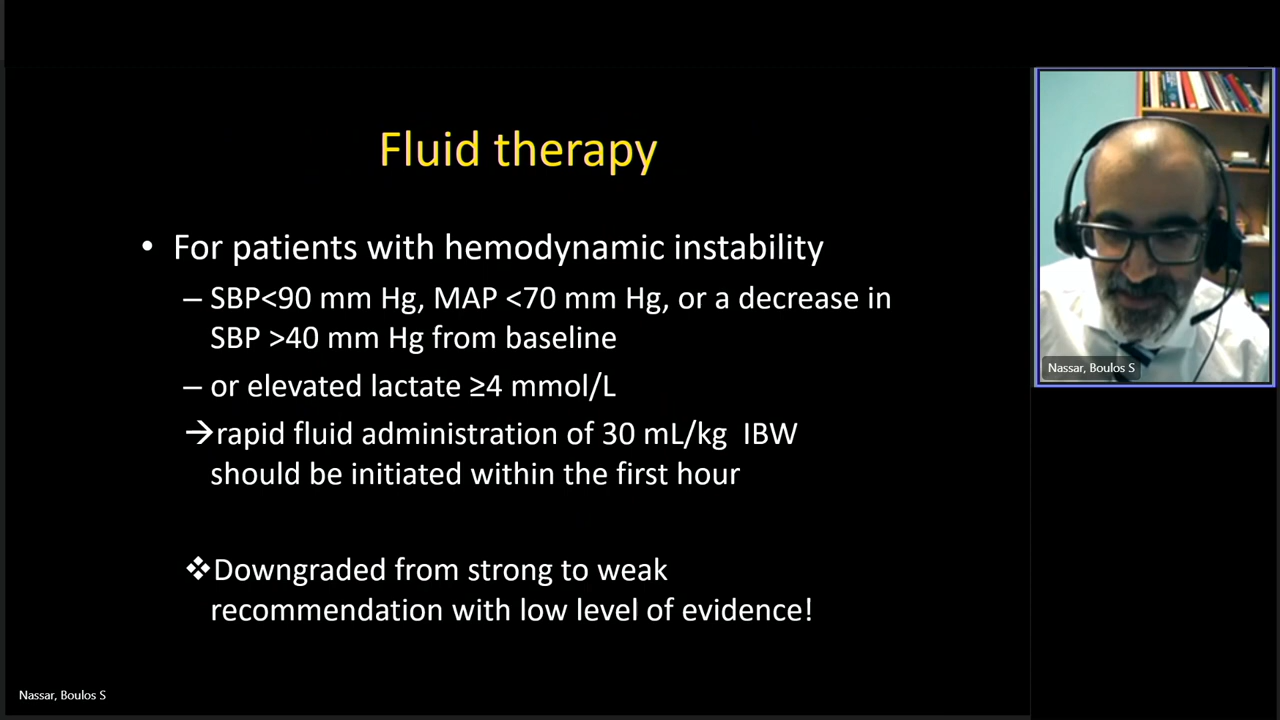 Fluid therapy
• For patients with hemodynamic instability
– SBP<90 mm Hg, MAP <70 mm Hg, or a decrease in
SBP >40 mm Hg from baseline
– or elevated lactate ≥4 mmol/L
→rapid fluid administration of 30 mL/kg IBW
should be initiated within the first hour
❖Downgraded from strong to weak
recommendation with low level of evidence!
Nassar, Boulos S
Nassar, Boulos S